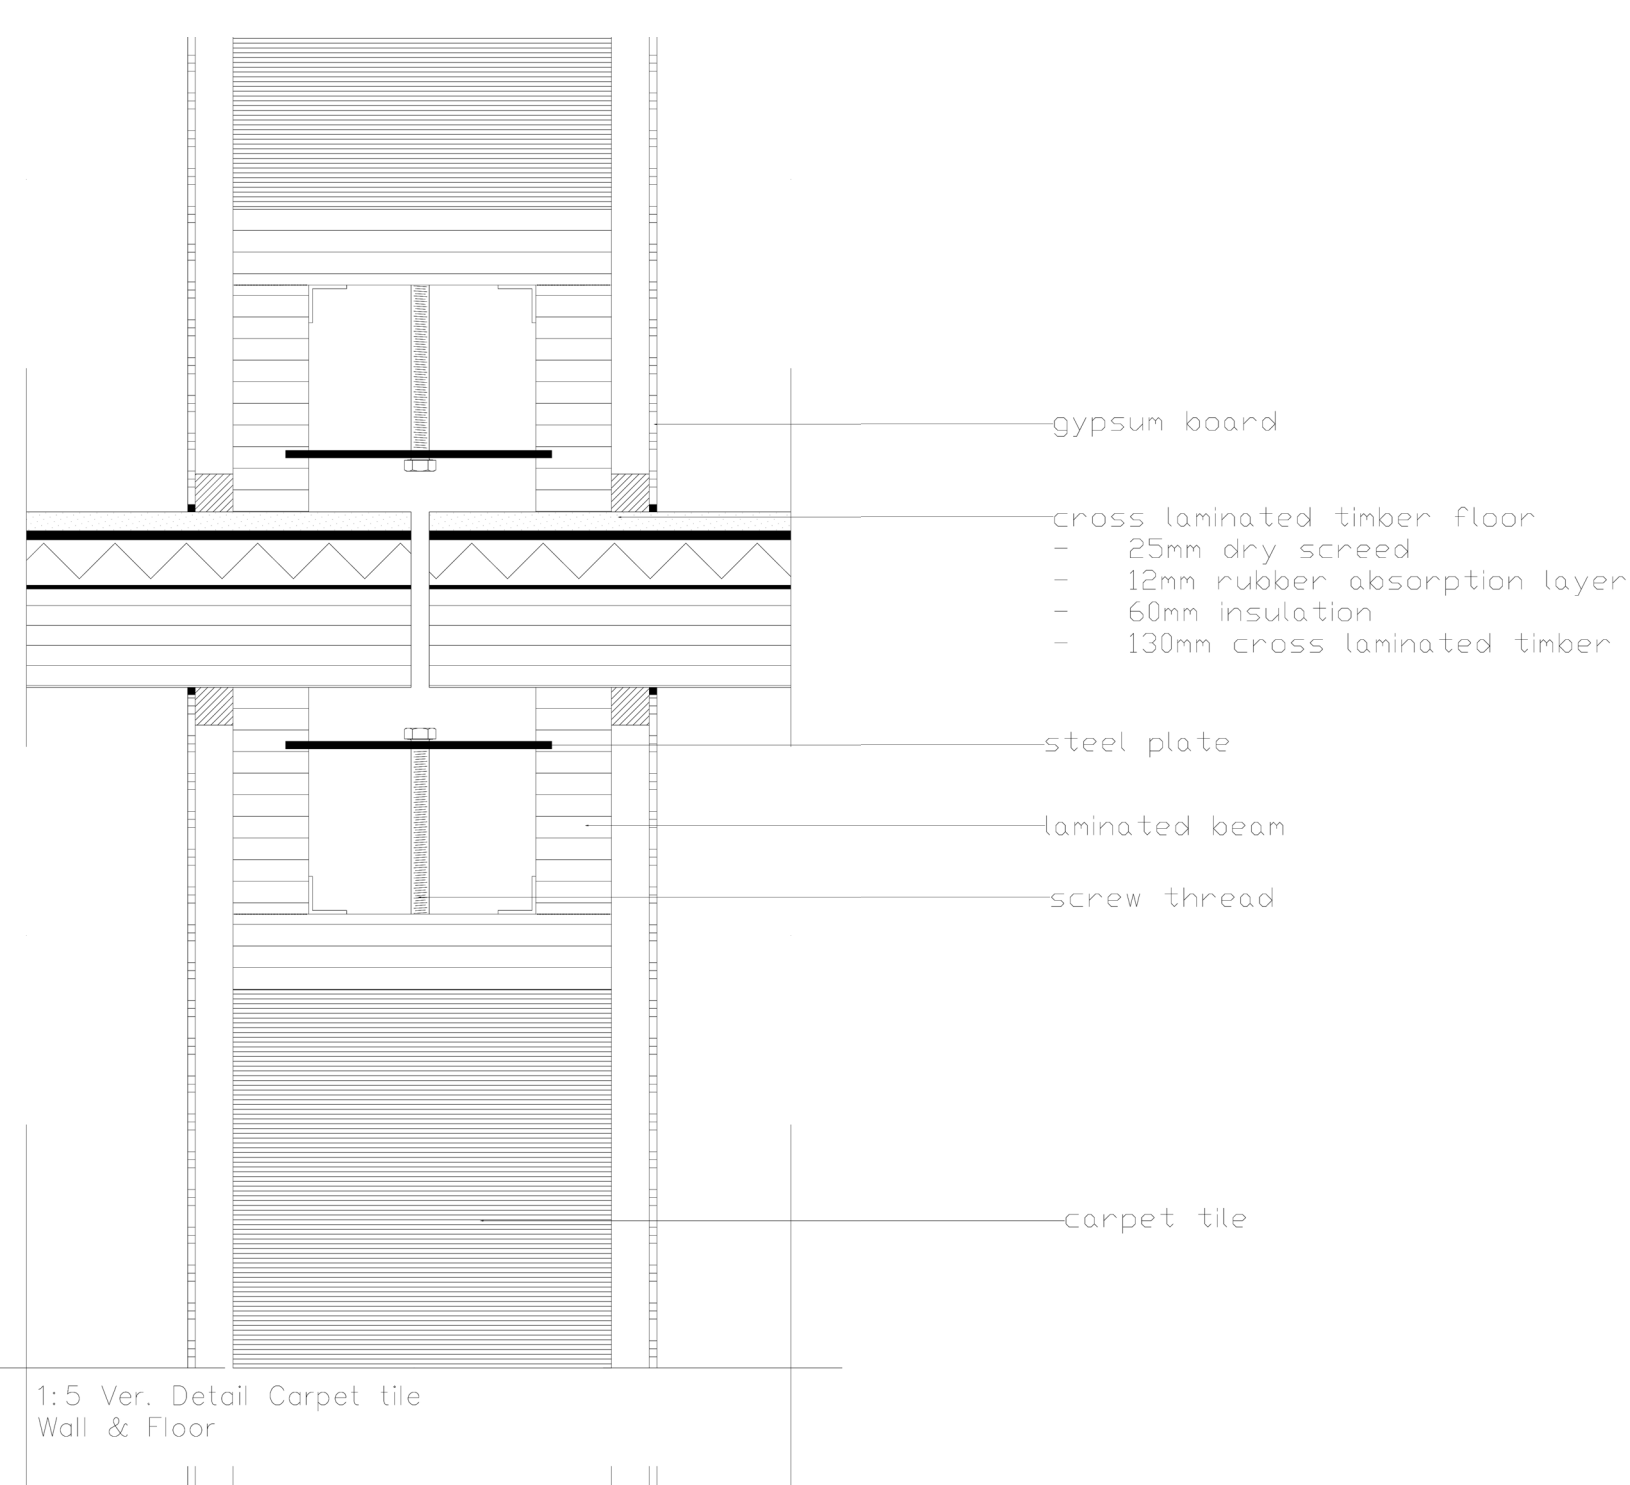 gypsum board
cross laminated timber floor
- 25mm dry screed
- 12mm rubber absorption layer
- 60mm insulation
- 130mm cross laminated timber
steel plate
laminated beam
screw thread
carpet tile
1:5 Ver. Detail Carpet tile
Wall & Floor